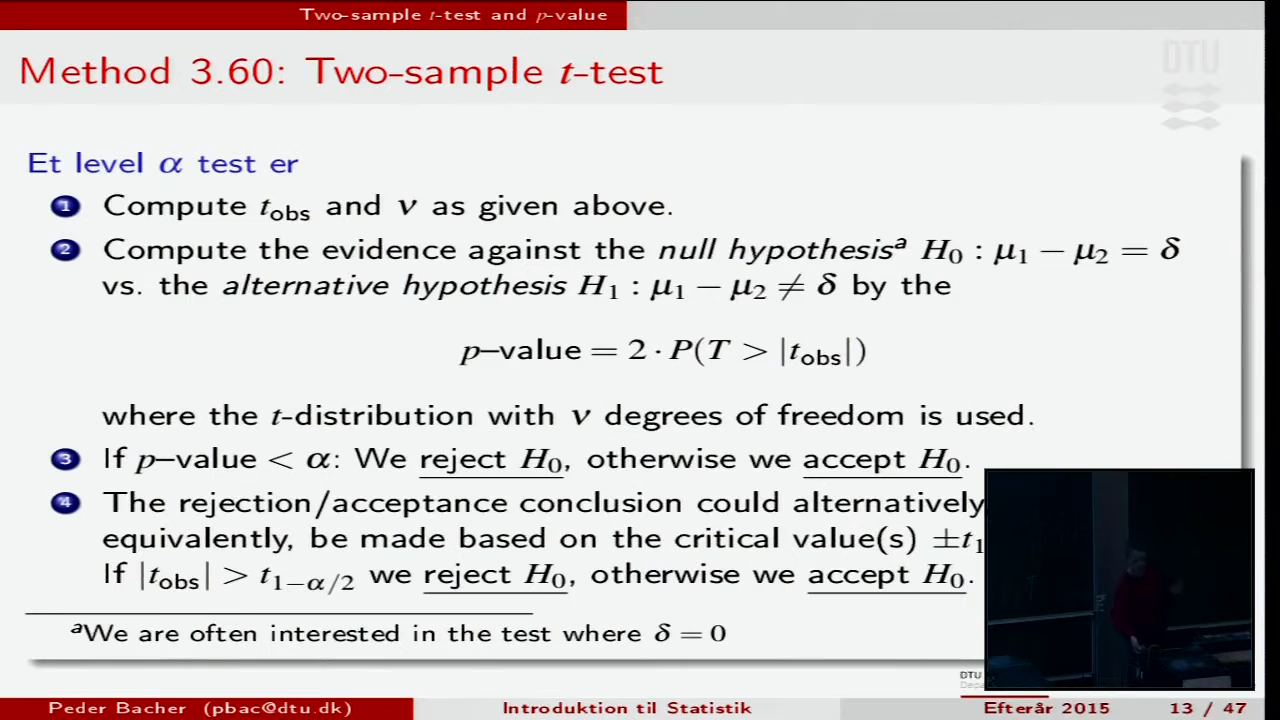 Two-sample t-test and p-value
Method 3.60: Two-sample t-test
DTU
Et level α test er
1 Compute t_obs and ν as given above.
2 Compute the evidence against the null hypothesis^a H_0 : μ_1 − μ_2 = δ
vs. the alternative hypothesis H_1 : μ_1 − μ_2 ≠ δ by the
p–value = 2 · P(T > |t_obs|)
where the t-distribution with ν degrees of freedom is used.
3 If p–value < α: We reject H_0, otherwise we accept H_0.
4 The rejection/acceptance conclusion could alternatively
equivalently, be made based on the critical value(s) ±t_1
If |t_obs| > t_{1−α/2} we reject H_0, otherwise we accept H_0.
^aWe are often interested in the test where δ = 0
DTU
Peder Bacher (pbac@dtu.dk) Introduktion til Statistik Efterår 2015 13 / 47